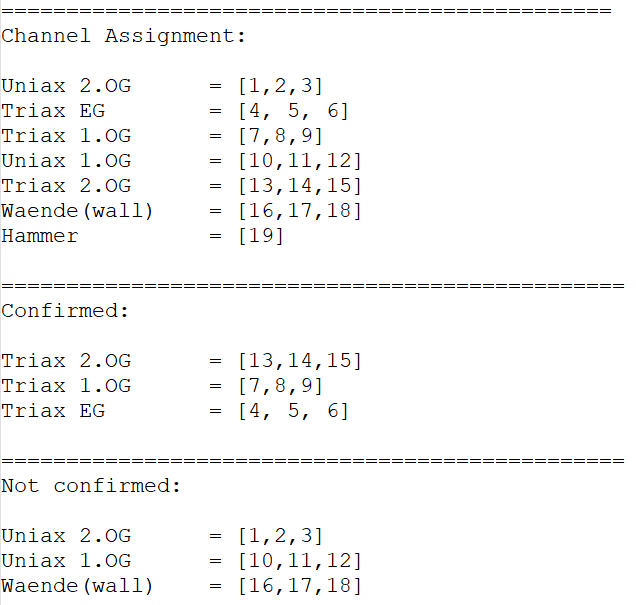 ===============================================
Channel Assignment:
Uniax 2.OG = [1,2,3]
Triax EG = [4, 5, 6]
Triax 1.OG = [7,8,9]
Uniax 1.OG = [10,11,12]
Triax 2.OG = [13,14,15]
Waende(wall) = [16,17,18]
Hammer = [19]
================================================
Confirmed:
Triax 2.OG = [13,14,15]
Triax 1.OG = [7,8,9]
Triax EG = [4, 5, 6]
================================================
Not confirmed:
Uniax 2.OG = [1,2,3]
Uniax 1.OG = [10,11,12]
Waende(wall) = [16,17,18]